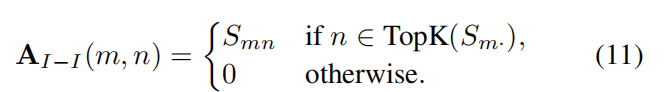 A_{I−I}(m, n) = { S_{mn} if n ∈ TopK(S_{m·}),
0 otherwise. (11)